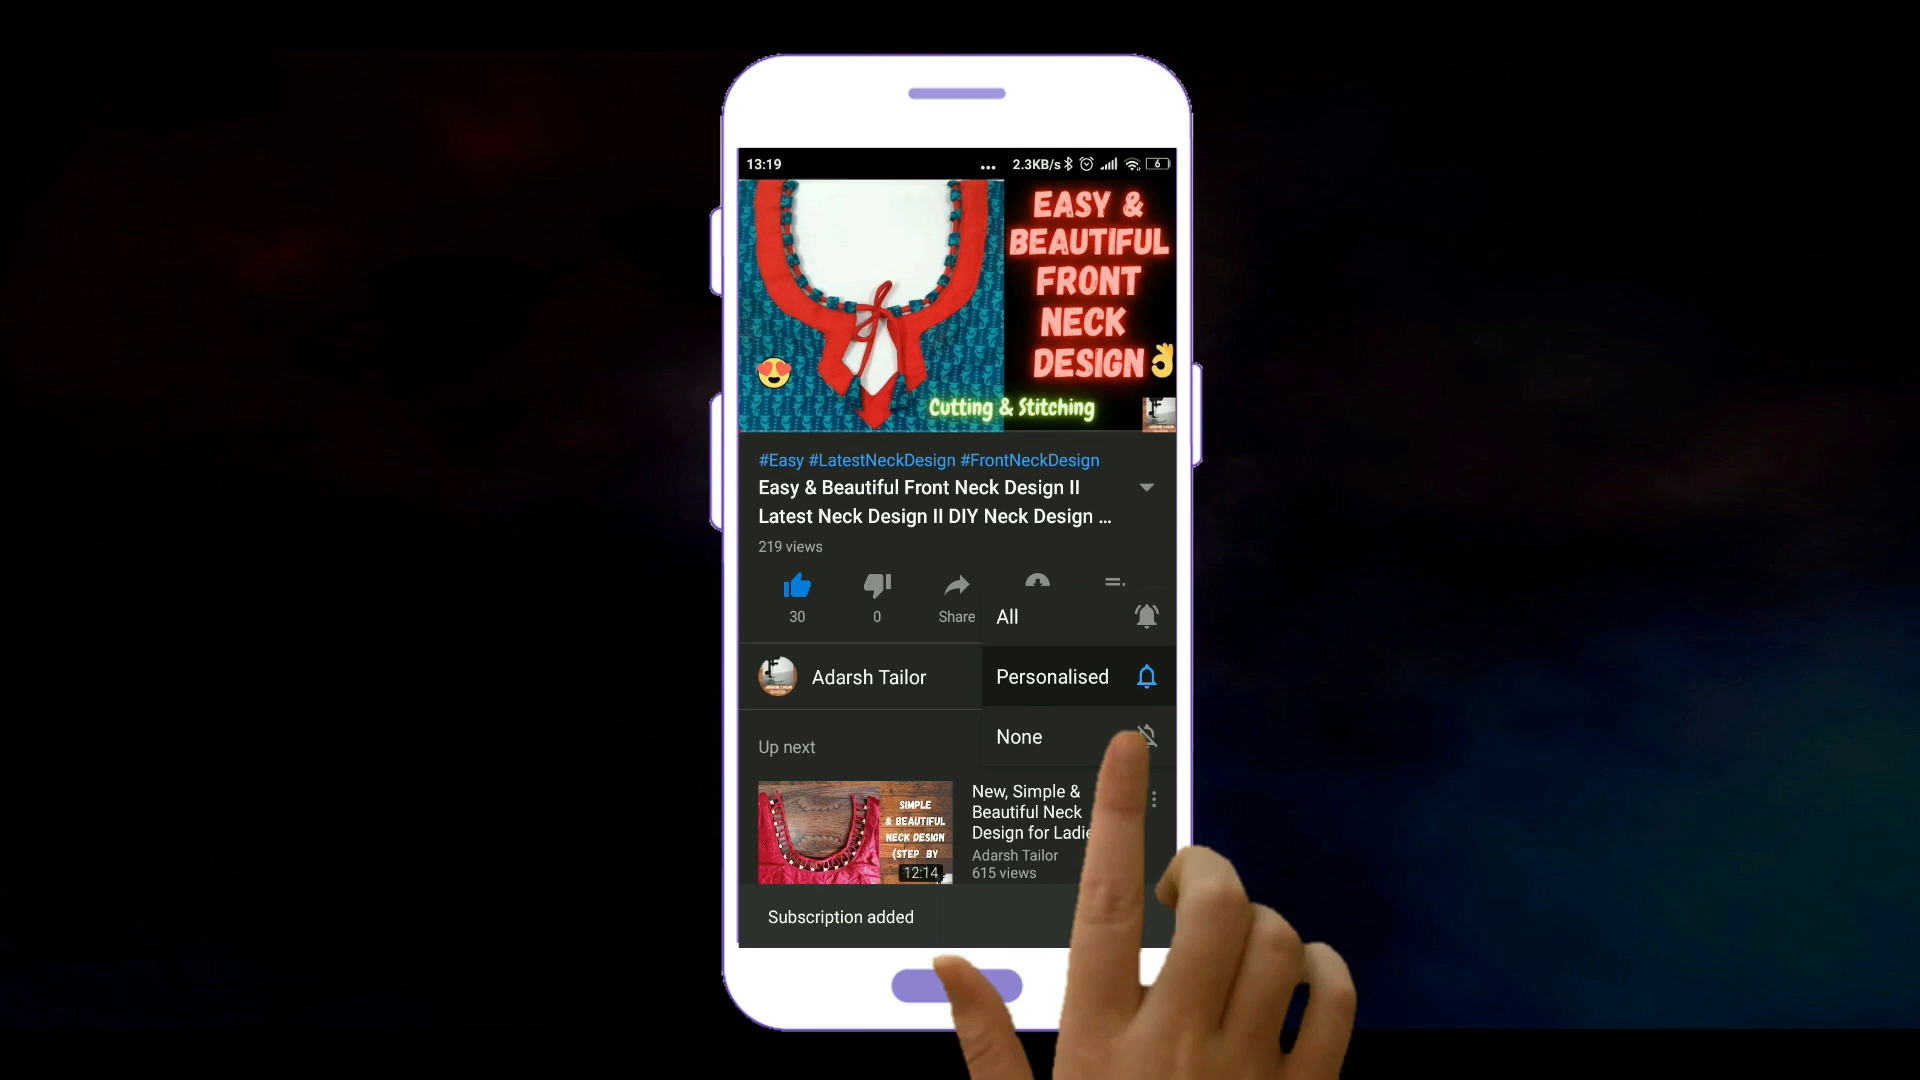 13:19
... 2.3KB/s 6
EASY &
BEAUTIFUL
FRONT
NECK
DESIGN
Cutting & Stitching
#Easy #LatestNeckDesign #FrontNeckDesign
Easy & Beautiful Front Neck Design II
Latest Neck Design II DIY Neck Design ...
219 views
30
0
Share
All
Adarsh Tailor
Personalised
None
Up next
SIMPLE
& BEAUTIFUL
NECK DESIGN
(STEP BY
12:14
New, Simple &
Beautiful Neck
Design for
Adarsh Tailor
615 views
Subscription added